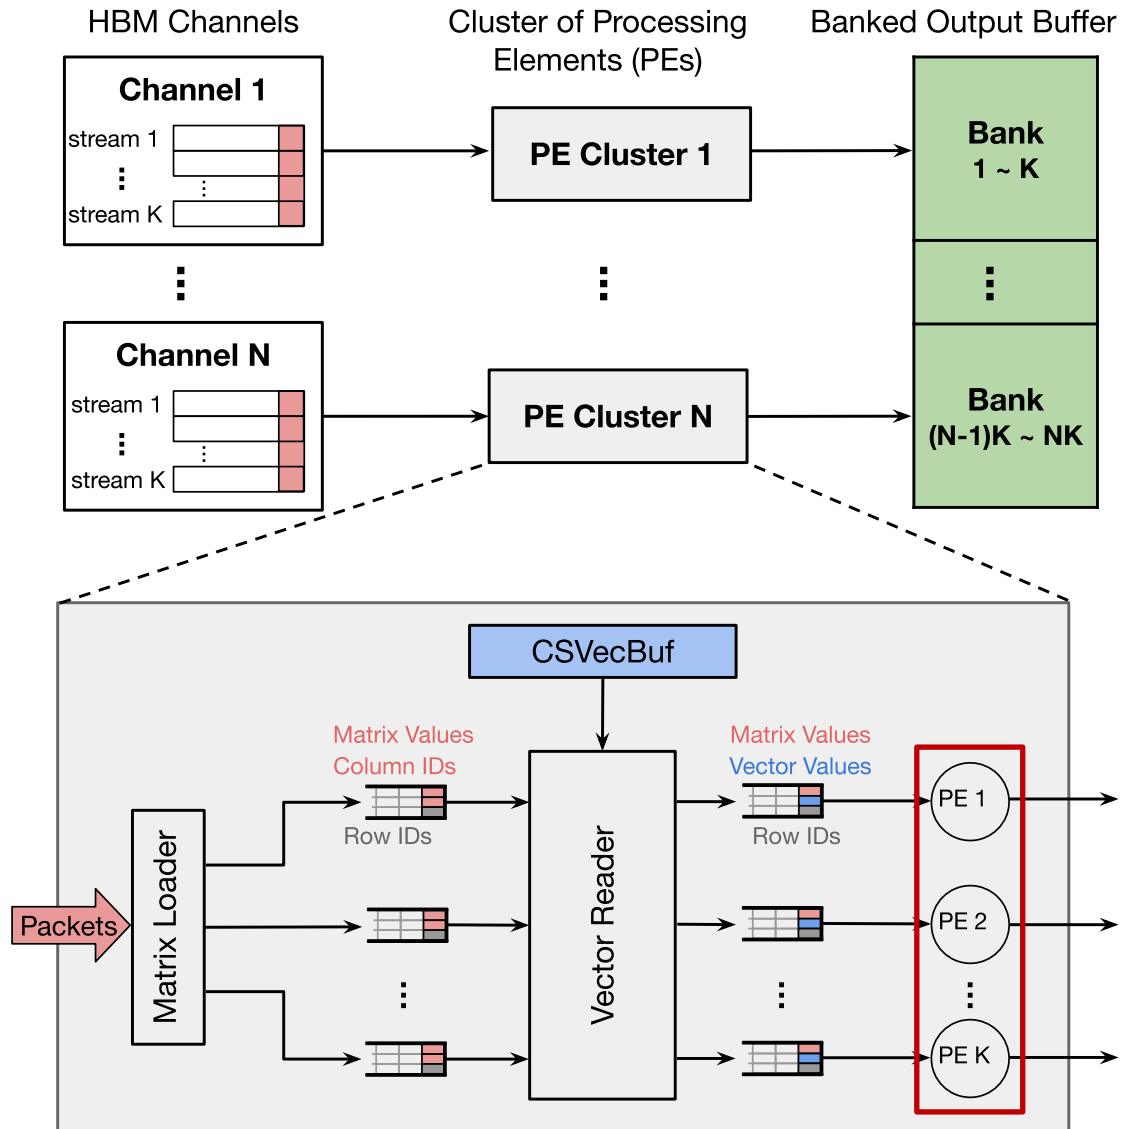 HBM Channels
Cluster of Processing
Elements (PEs)
Banked Output Buffer
Channel 1
stream 1
stream K
PE Cluster 1
Bank
1 ~ K
Channel N
stream 1
stream K
PE Cluster N
Bank
(N-1)K ~ NK
CSVecBuf
Matrix Values
Column IDs
Row IDs
Matrix Values
Vector Values
Row IDs
Packets
Matrix Loader
Vector Reader
PE 1
PE 2
PE K